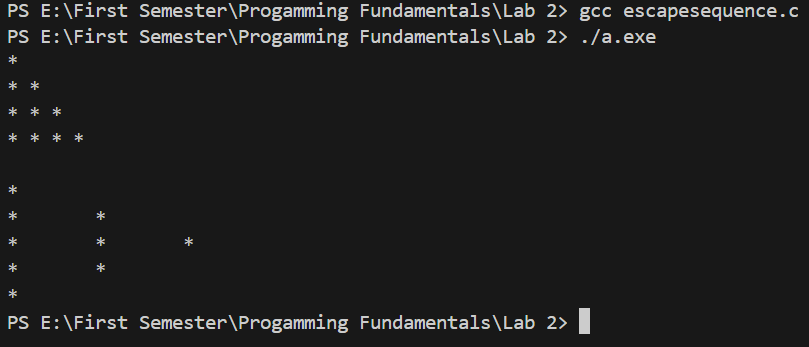 PS E:\First Semester\Progamming Fundamentals\Lab 2> gcc escapesequence.c
PS E:\First Semester\Progamming Fundamentals\Lab 2> ./a.exe
*
* *
* * *
* * * *

*
*       *
*       *       *
*       *
*
PS E:\First Semester\Progamming Fundamentals\Lab 2>